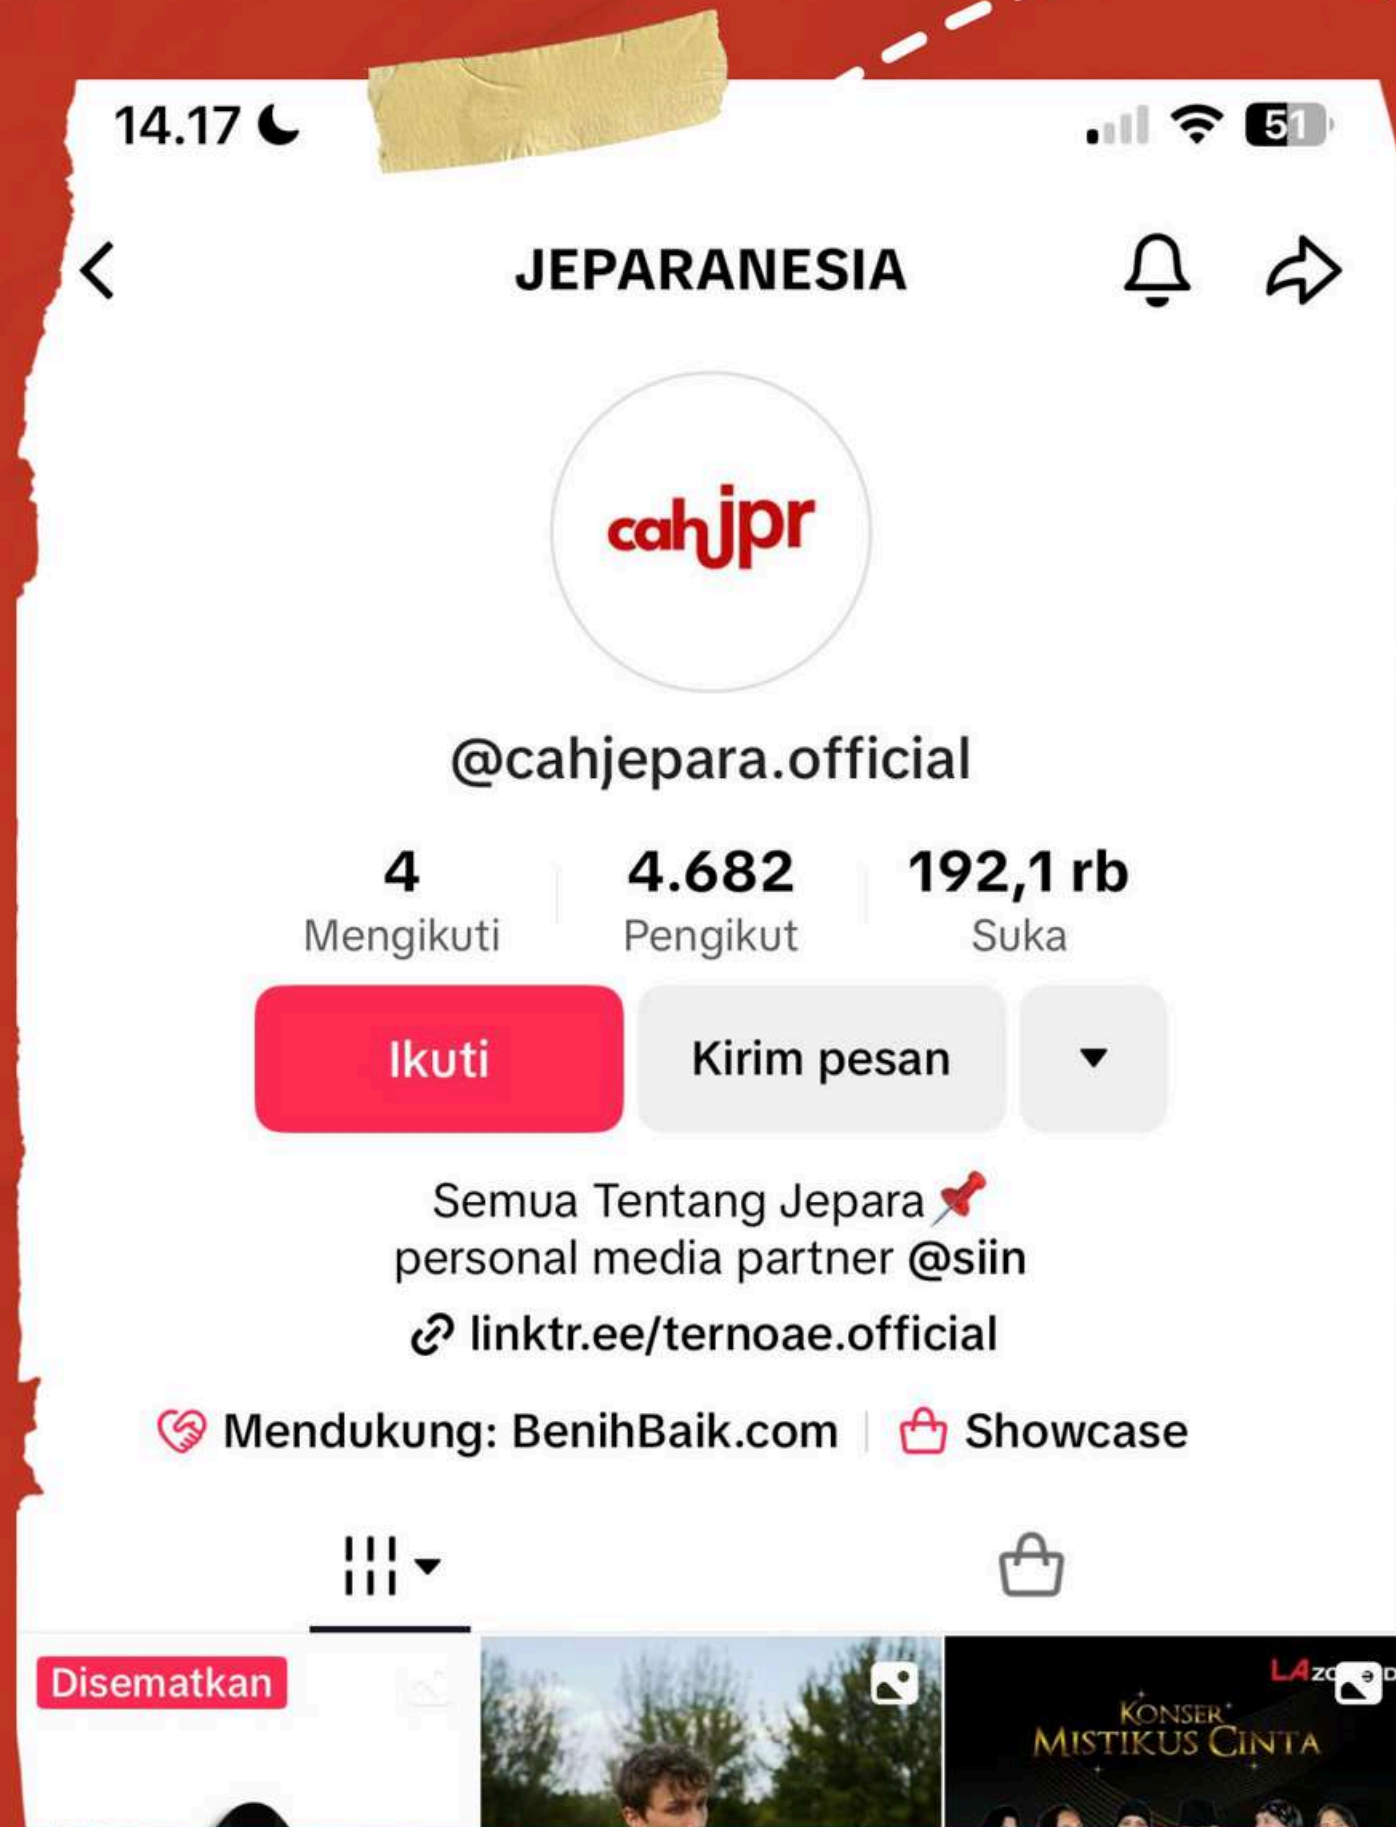 14.17
51
JEPARANESIA
cahjpr
@cahjepara.official
4 4.682 192,1 rb
Mengikuti Pengikut Suka
Ikuti Kirim pesan
Semua Tentang Jepara
personal media partner @siin
linktr.ee/ternoae.official
Mendukung: BenihBaik.com Showcase
Disematkan
KONSER
MISTIKUS CINTA